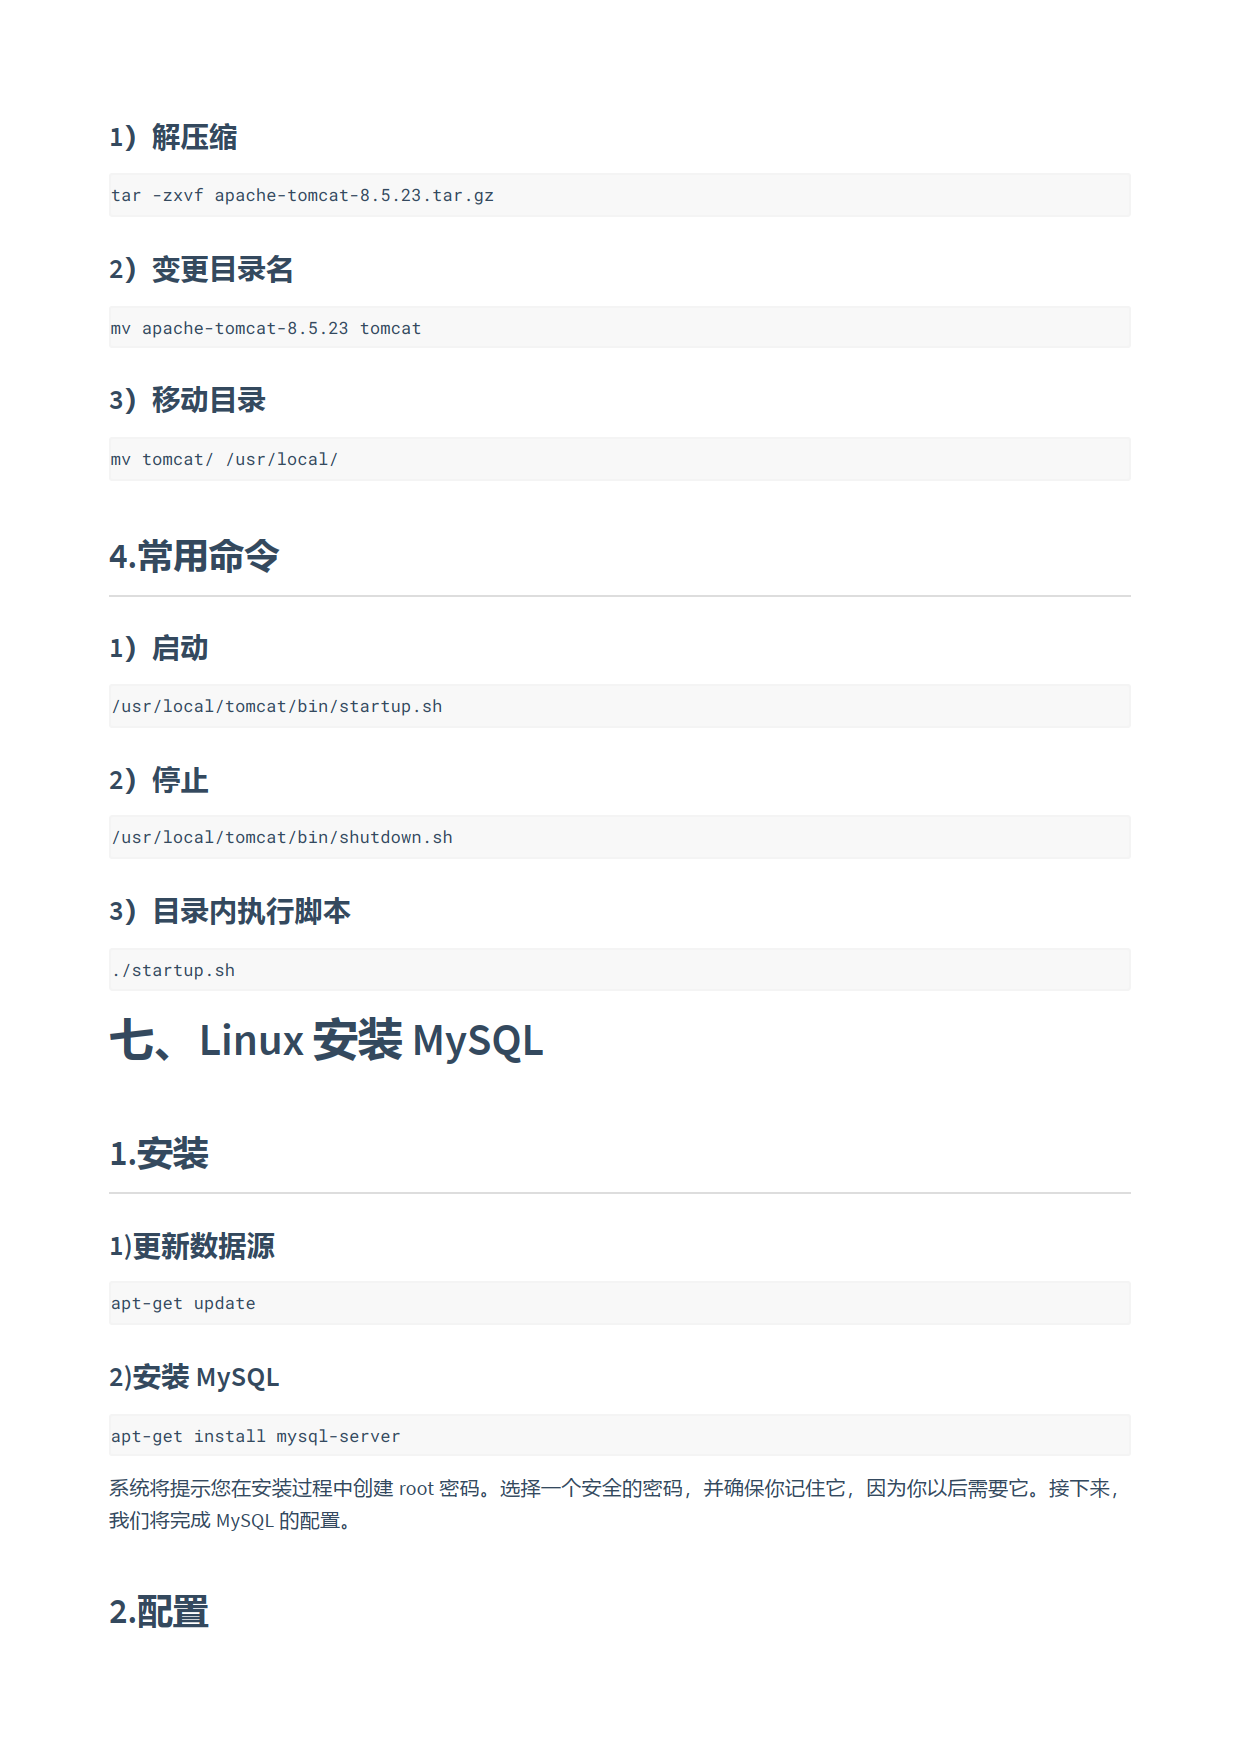 1）解压缩
tar -zxvf apache-tomcat-8.5.23.tar.gz
2）变更目录名
mv apache-tomcat-8.5.23 tomcat
3）移动目录
mv tomcat/ /usr/local/
4.常用命令
1）启动
/usr/local/tomcat/bin/startup.sh
2）停止
/usr/local/tomcat/bin/shutdown.sh
3）目录内执行脚本
./startup.sh
七、Linux 安装 MySQL
1.安装
1)更新数据源
apt-get update
2)安装 MySQL
apt-get install mysql-server
系统将提示您在安装过程中创建 root 密码。选择一个安全的密码，并确保你记住它，因为你以后需要它。接下来，
我们将完成 MySQL 的配置。
2.配置